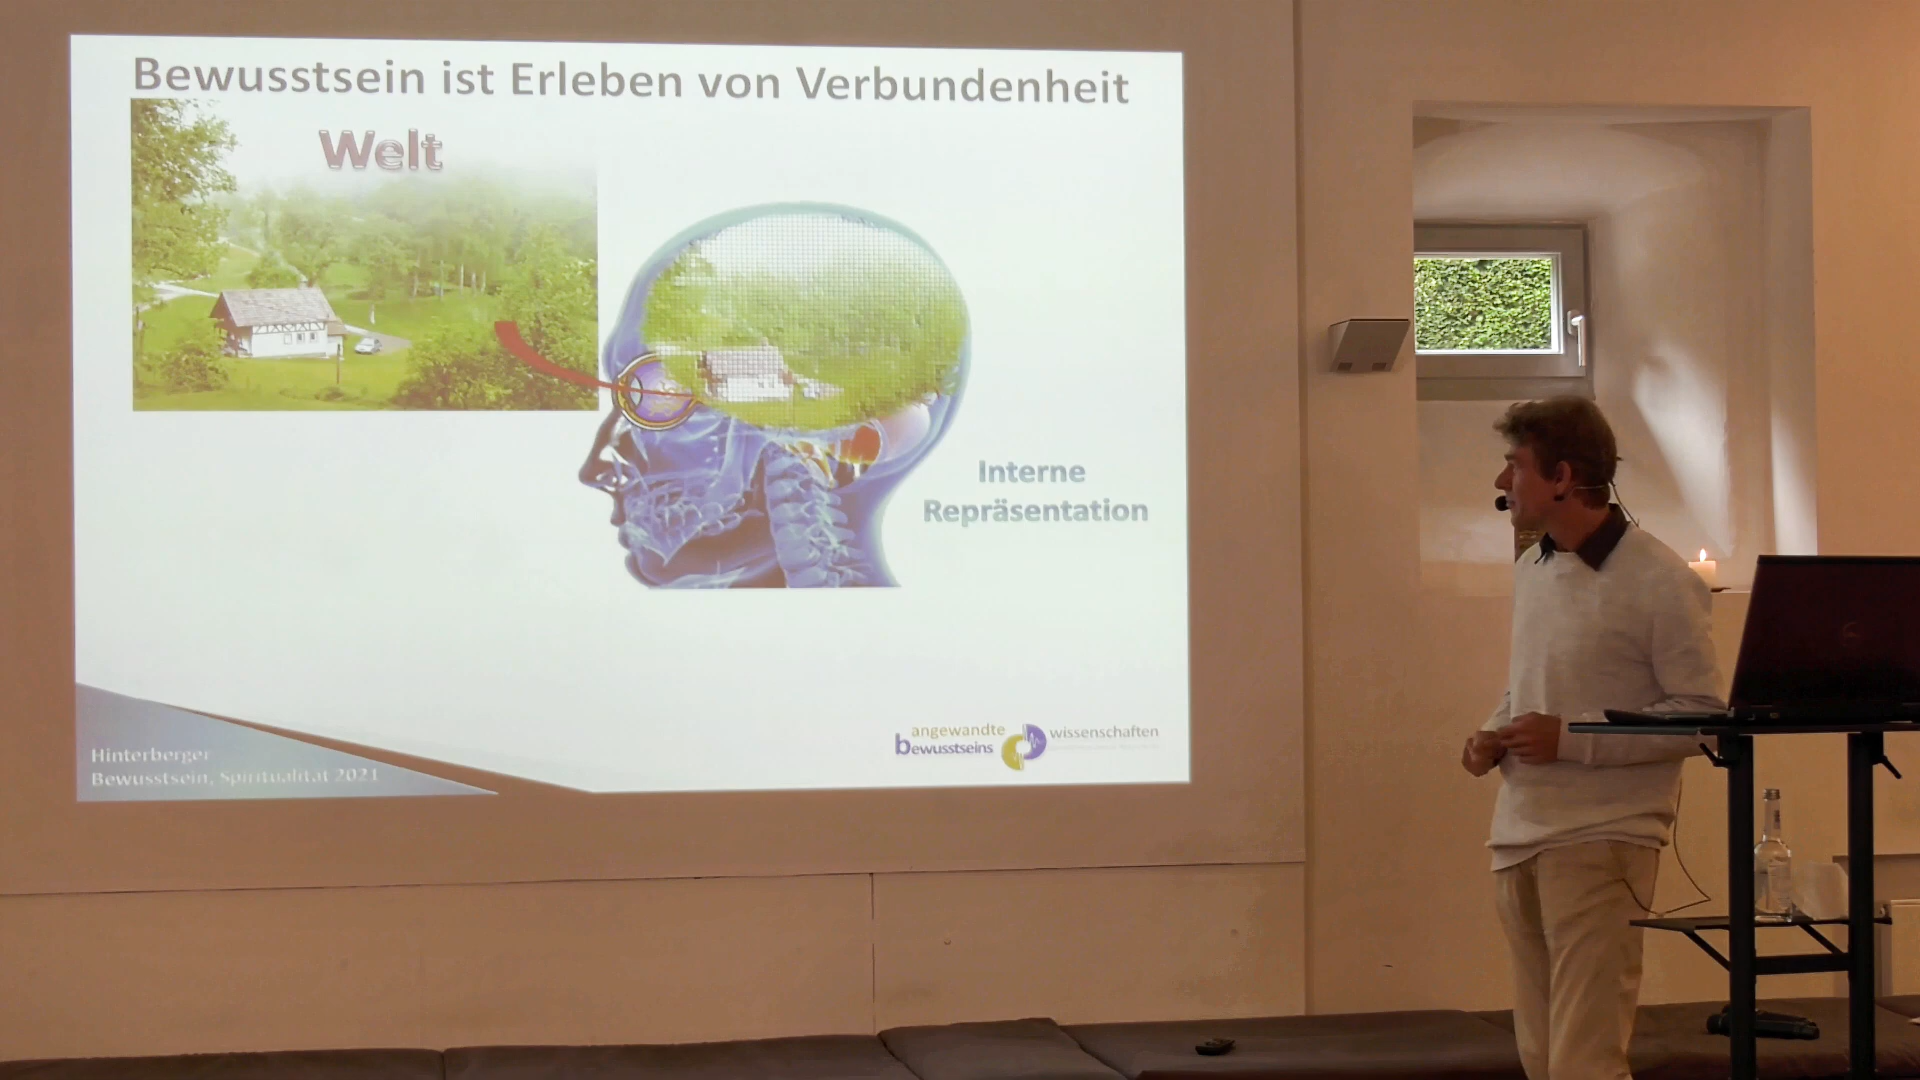 Bewusstsein ist Erleben von Verbundenheit
Welt
Interne
Repräsentation
Hinterberger
Bewusstsein, Spiritualität 2021
angewandte
bewusstseins
wissenschaften